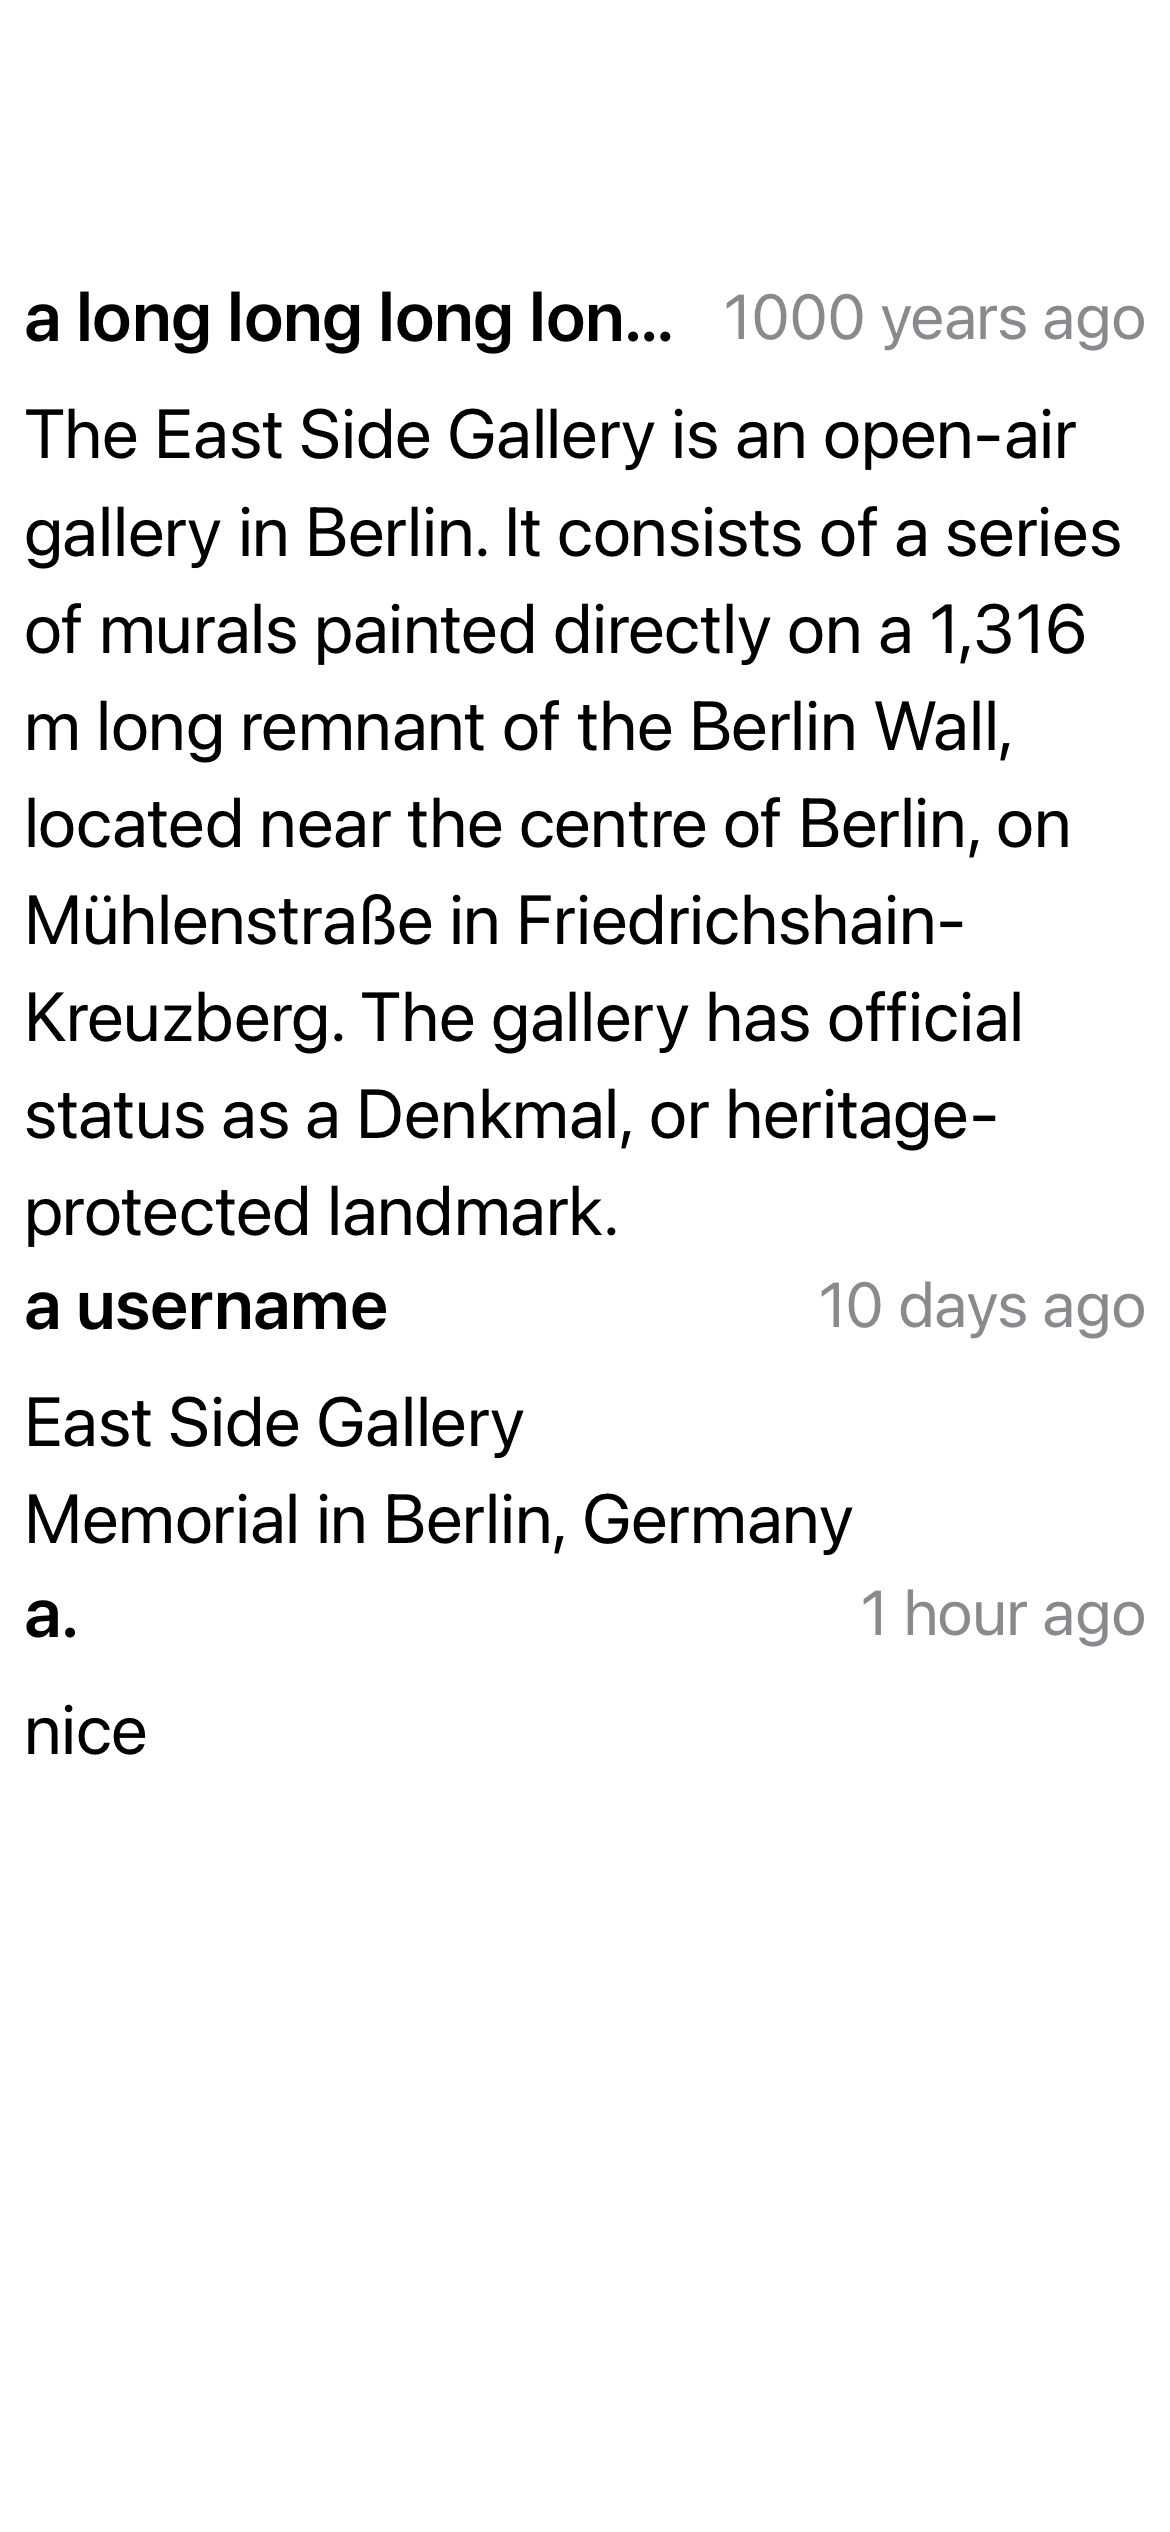 a long long long lon... 1000 years ago
The East Side Gallery is an open-air
gallery in Berlin. It consists of a series
of murals painted directly on a 1,316
m long remnant of the Berlin Wall,
located near the centre of Berlin, on
Mühlenstraße in Friedrichshain-
Kreuzberg. The gallery has official
status as a Denkmal, or heritage-
protected landmark.
a username 10 days ago
East Side Gallery
Memorial in Berlin, Germany
a. 1 hour ago
nice